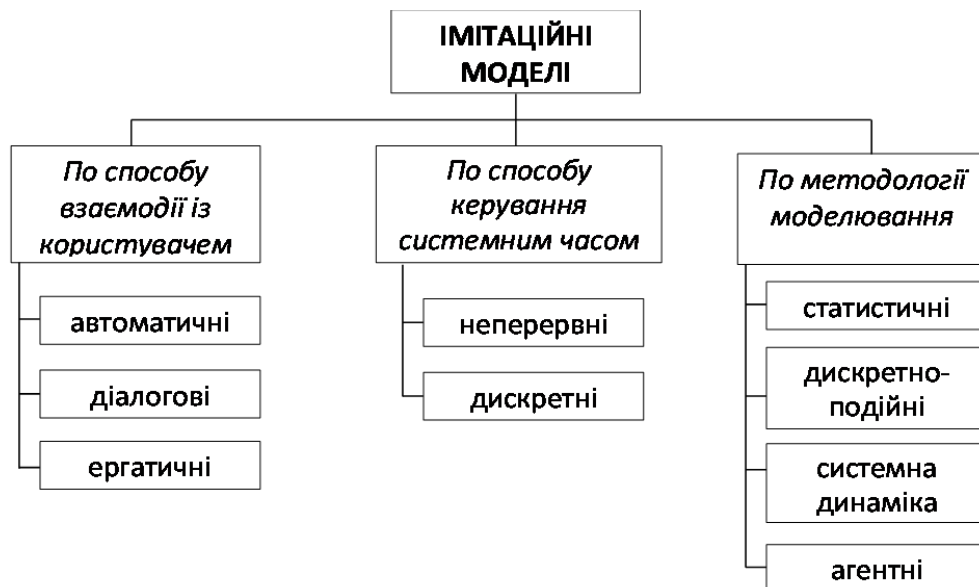 ІМІТАЦІЙНІ
МОДЕЛІ
По способу
взаємодії із
користувачем
автоматичні
діалогові
ергатичні
По способу
керування
системним часом
неперервні
дискретні
По методології
моделювання
статистичні
дискретно-
подійні
системна
динаміка
агентні